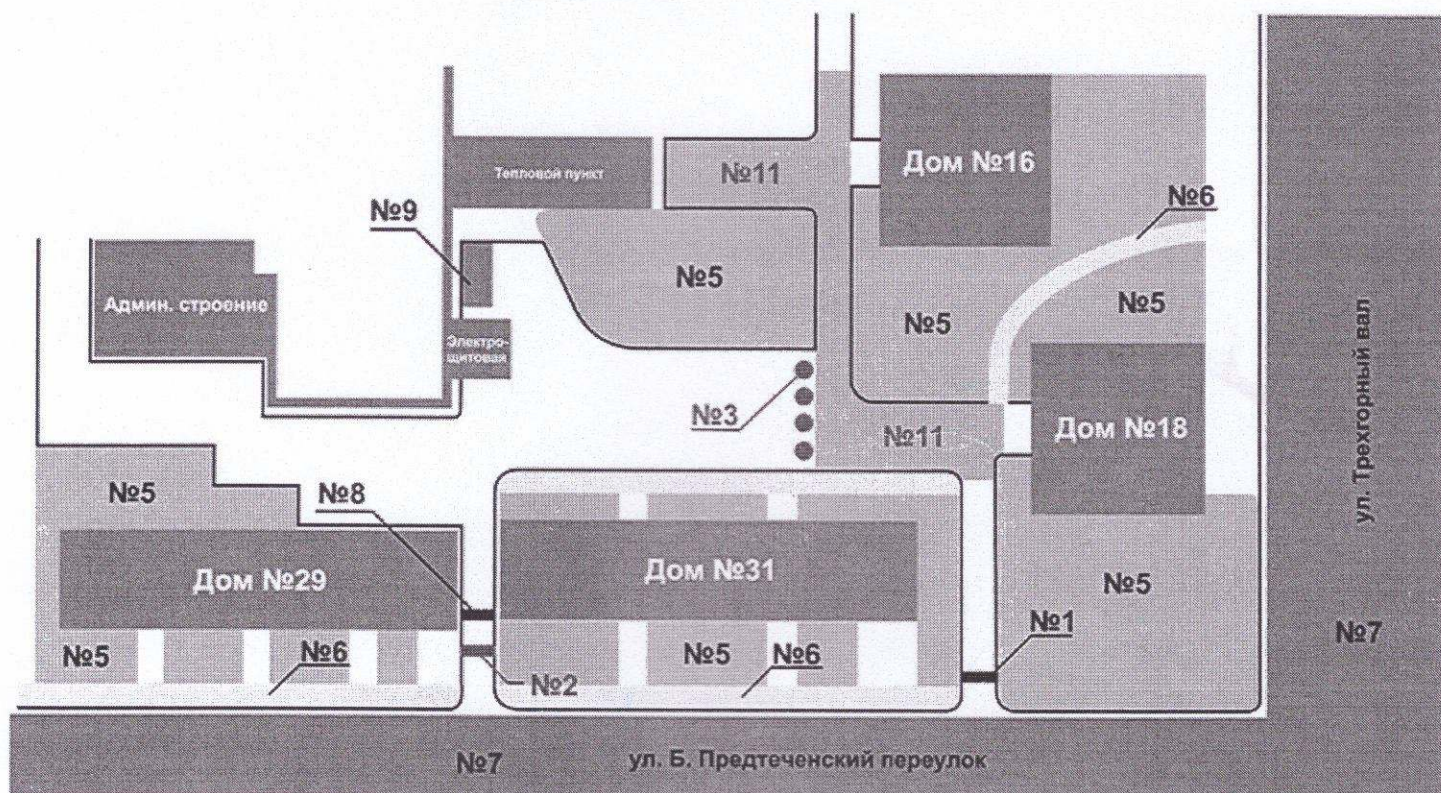 Дом №16
Тепловой пункт
№11
№6
№9
№5
№5
№5
Админ. строение
Электро-
щитовая
ул. Трехгорный вал
№3
№11
Дом №18
№5
№8
Дом №29
Дом №31
№5
№1
№7
№5
№6
№2
№5
№6
№7
ул. Б. Предтеченский переулок